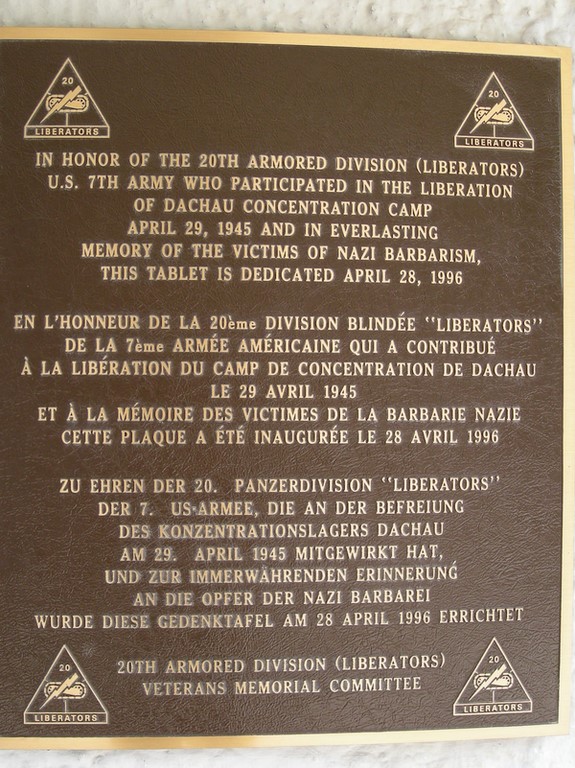 20 20
LIBERATORS LIBERATORS
IN HONOR OF THE 20TH ARMORED DIVISION (LIBERATORS)
U.S. 7TH ARMY WHO PARTICIPATED IN THE LIBERATION
OF DACHAU CONCENTRATION CAMP
APRIL 29, 1945 AND IN EVERLASTING
MEMORY OF THE VICTIMS OF NAZI BARBARISM,
THIS TABLET IS DEDICATED APRIL 28, 1996
EN L'HONNEUR DE LA 20ème DIVISION BLINDÉE "LIBERATORS"
DE LA 7ème ARMÉE AMÉRICAINE QUI A CONTRIBUÉ
À LA LIBÉRATION DU CAMP DE CONCENTRATION DE DACHAU
LE 29 AVRIL 1945
ET À LA MÉMOIRE DES VICTIMES DE LA BARBARIE NAZIE
CETTE PLAQUE A ÉTÉ INAUGURÉE LE 28 AVRIL 1996
ZU EHREN DER 20. PANZERDIVISION "LIBERATORS"
DER 7. US-ARMEE, DIE AN DER BEFREIUNG
DES KONZENTRATIONSLAGERS DACHAU
AM 29. APRIL 1945 MITGEWIRKT HAT,
UND ZUR IMMERWÄHRENDEN ERINNERUNG
AN DIE OPFER DER NAZI BARBAREI
WURDE DIESE GEDENKTAFEL AM 28 APRIL 1996 ERRICHTET
20TH ARMORED DIVISION (LIBERATORS)
VETERANS MEMORIAL COMMITTEE
20 20
LIBERATORS LIBERATORS